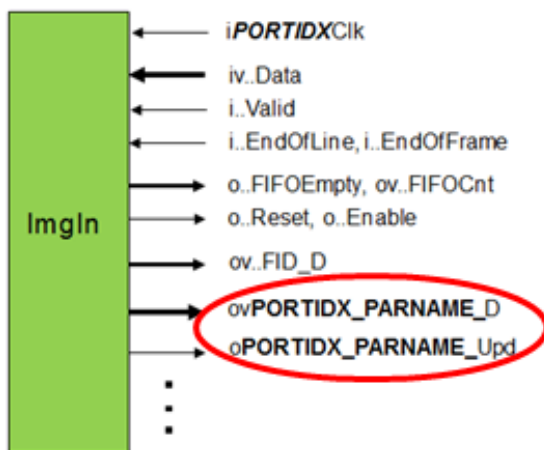 iPORTIDXClk
iv..Data
i..Valid
i..EndOfLine, i..EndOfFrame
o..FIFOEmpty, ov..FIFOCnt
ImgIn
o..Reset, o..Enable
ov..FID_D
ovPORTIDX_PARNAME_D
oPORTIDX_PARNAME_Upd